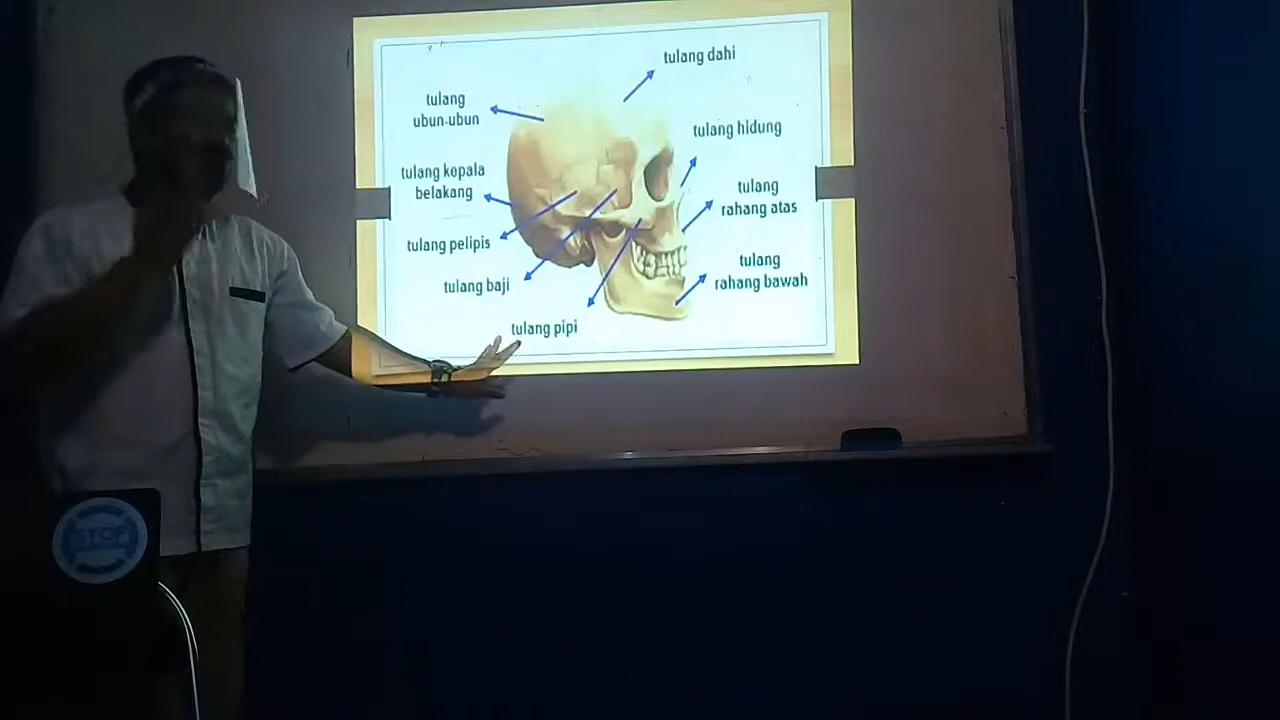 tulang dahi
tulang
ubun-ubun
tulang hidung
tulang kepala
belakang
tulang
rahang atas
tulang pelipis
tulang
rahang bawah
tulang baji
tulang pipi
STOP